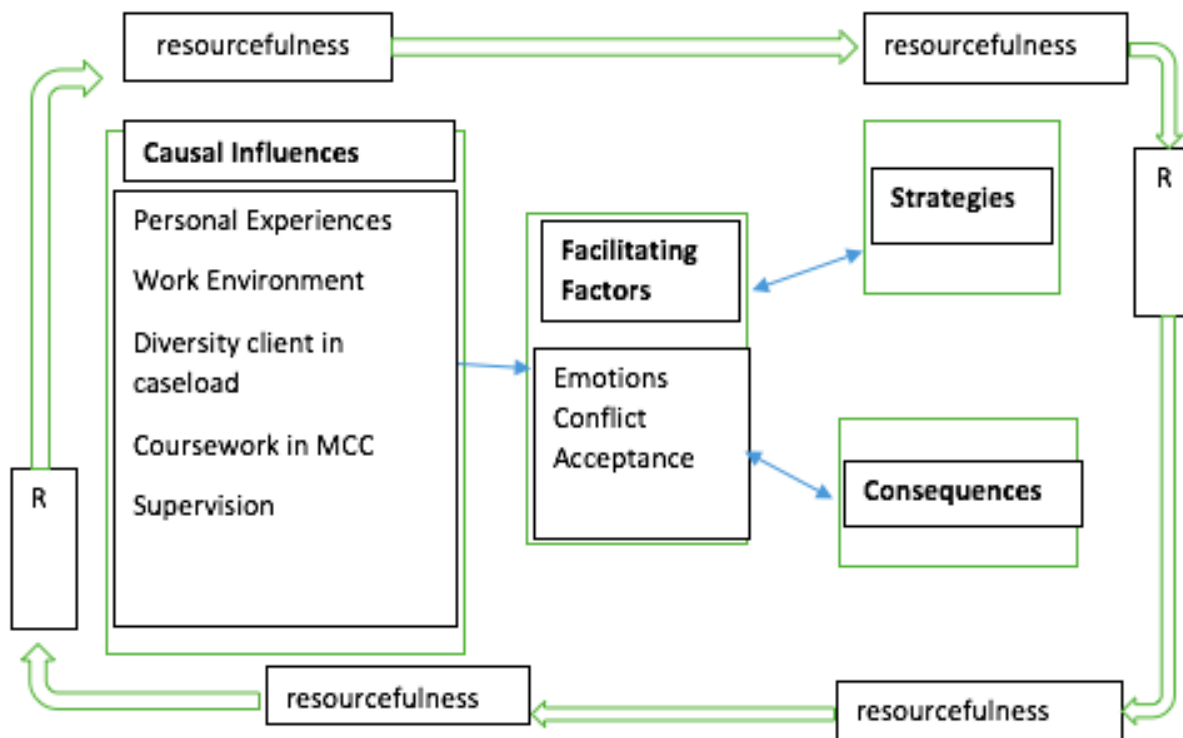 resourcefulness
resourcefulness
Causal Influences
Personal Experiences
Work Environment
Diversity client in
caseload
Coursework in MCC
Supervision
Facilitating
Factors
Emotions
Conflict
Acceptance
Strategies
R
Consequences
R
resourcefulness
resourcefulness